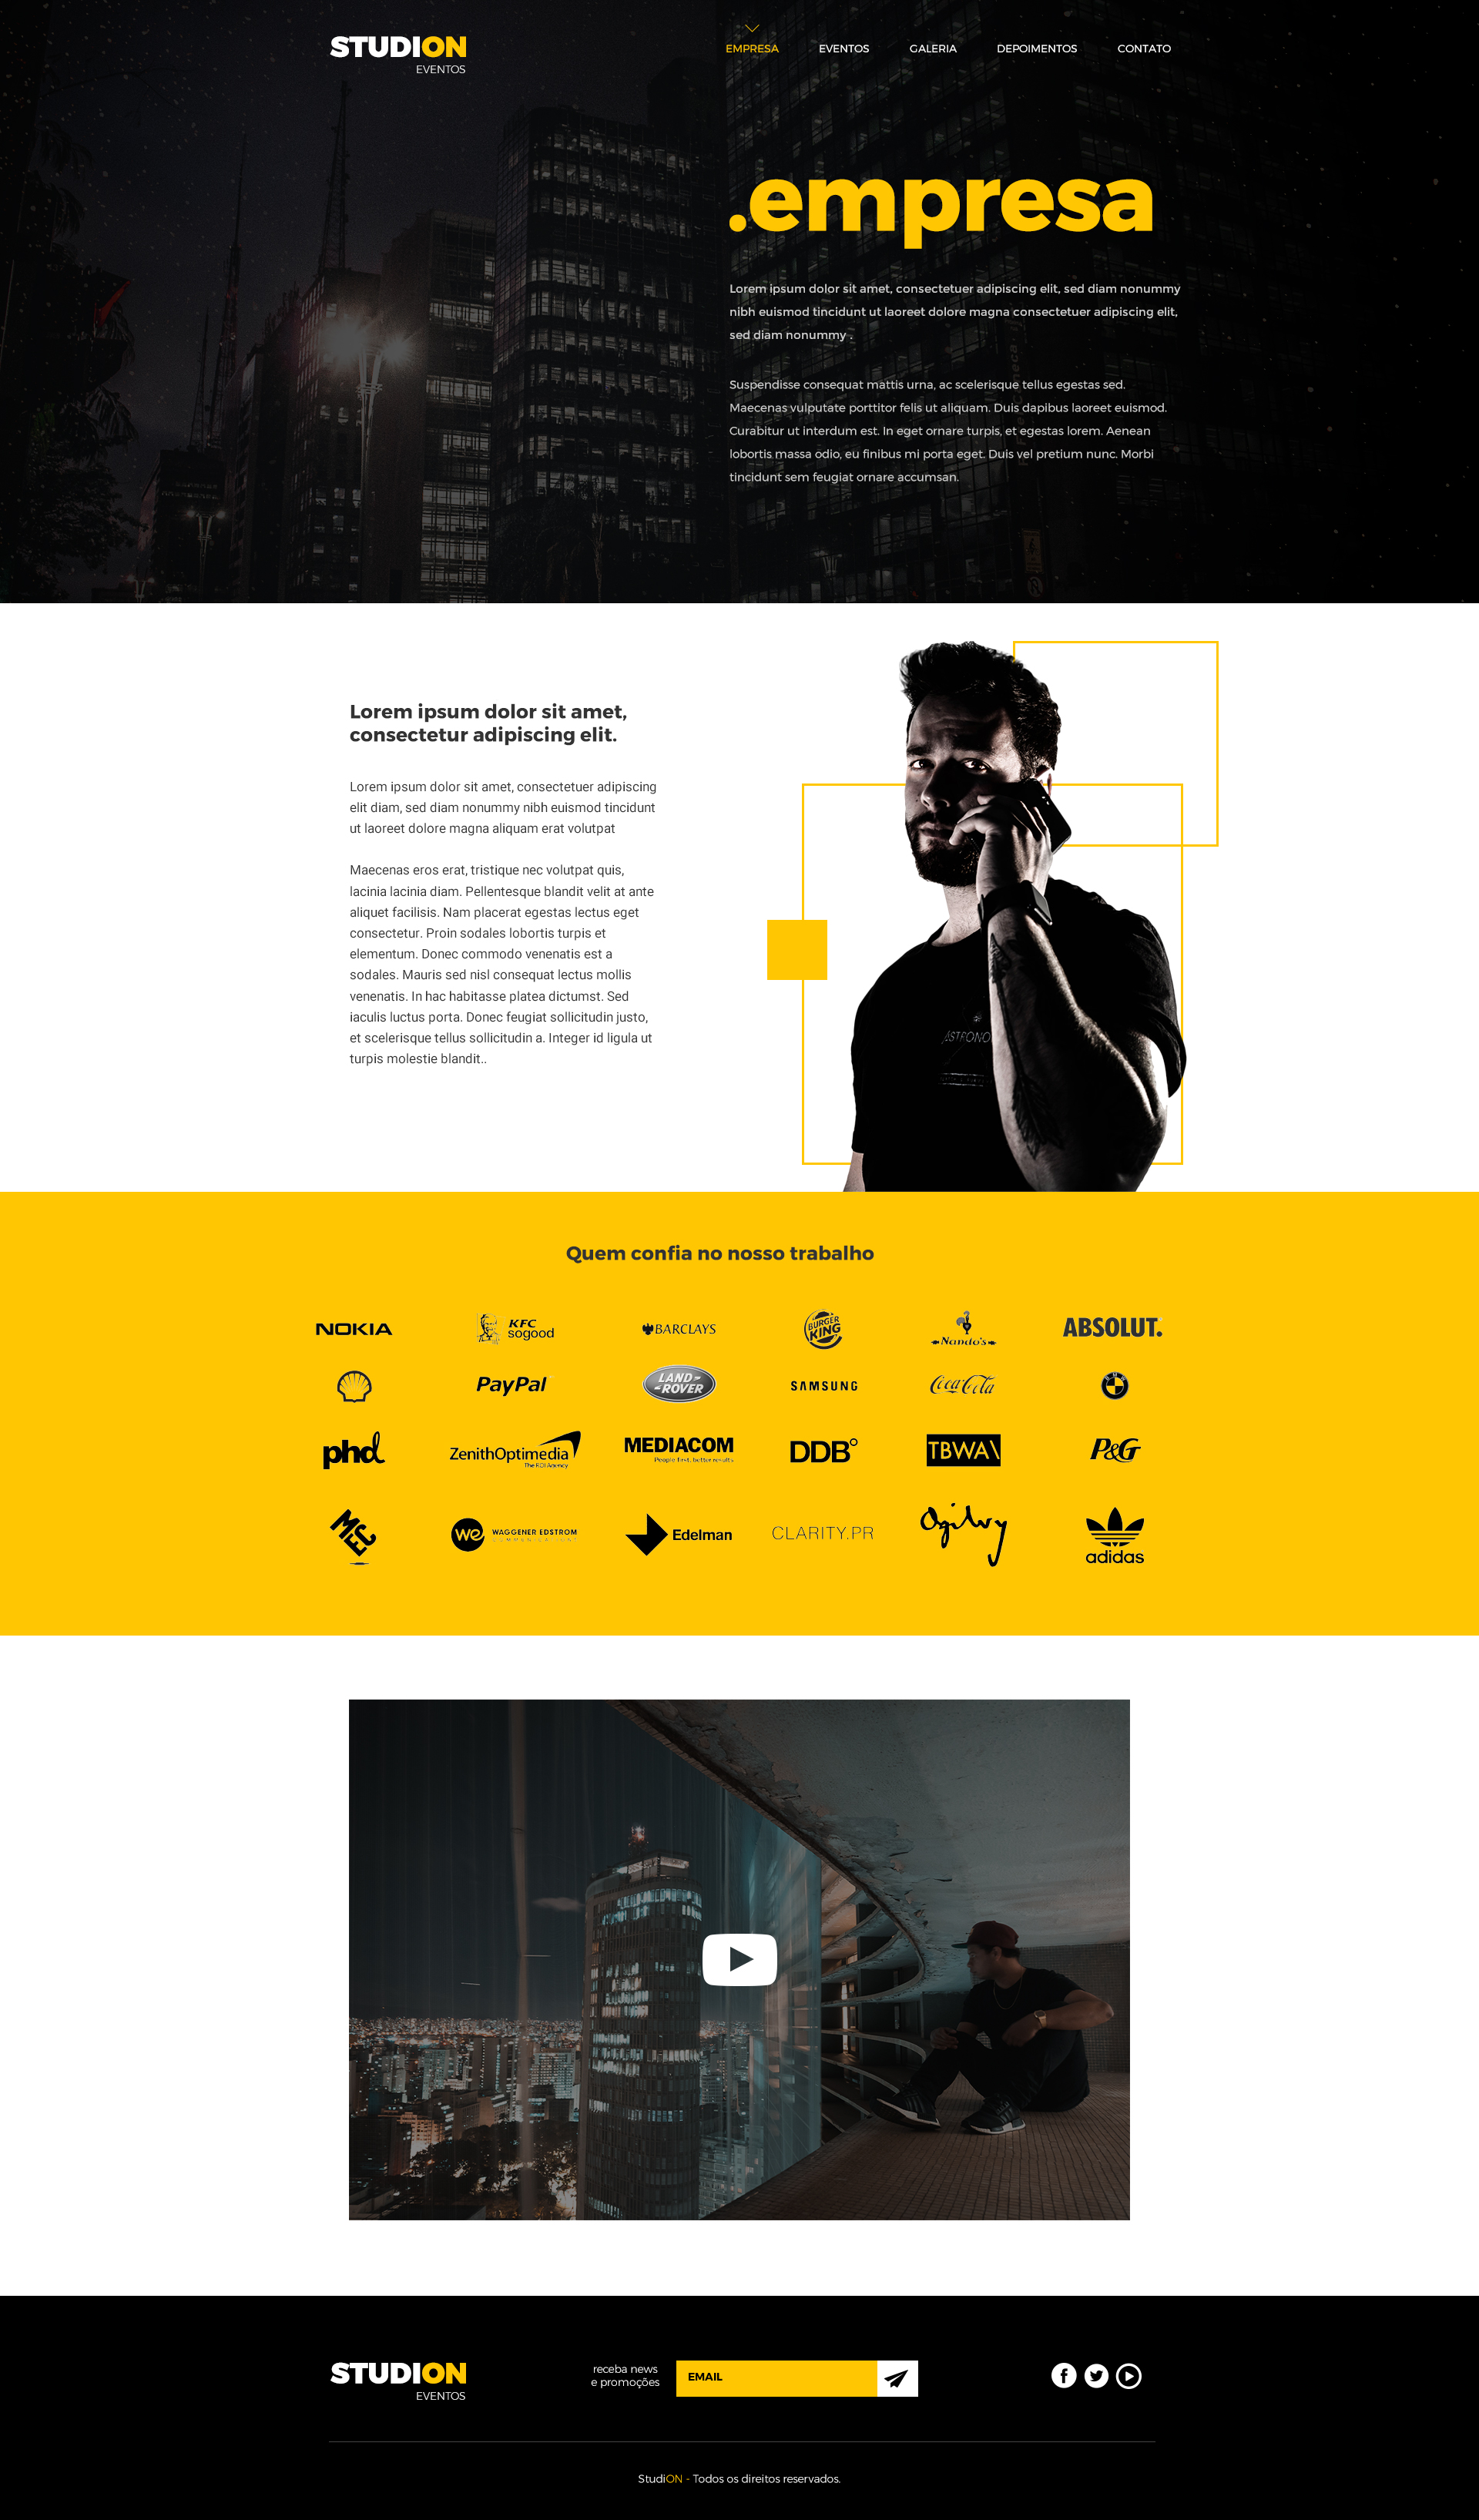 STUDION
EVENTOS
EMPRESA
EVENTOS
GALERIA
DEPOIMENTOS
CONTATO
.empresa
Lorem ipsum dolor sit amet, consectetuer adipiscing elit, sed diam nonummy
nibh euismod tincidunt ut laoreet dolore magna consectetuer adipiscing elit,
sed diam nonummy .
Suspendisse consequat mattis urna, ac scelerisque tellus egestas sed.
Maecenas vulputate porttitor felis ut aliquam. Duis dapibus laoreet euismod.
Curabitur ut interdum est. In eget ornare turpis, et egestas lorem. Aenean
lobortis massa odio, eu finibus mi porta eget. Duis vel pretium nunc. Morbi
tincidunt sem feugiat ornare accumsan.
Lorem ipsum dolor sit amet,
consectetur adipiscing elit.
Lorem ipsum dolor sit amet, consectetuer adipiscing
elit diam, sed diam nonummy nibh euismod tincidunt
ut laoreet dolore magna aliquam erat volutpat
Maecenas eros erat, tristique nec volutpat quis,
lacinia lacinia diam. Pellentesque blandit velit at ante
aliquet facilisis. Nam placerat egestas lectus eget
consectetur. Proin sodales lobortis turpis et
elementum. Donec commodo venenatis est a
sodales. Mauris sed nisl consequat lectus mollis
venenatis. In hac habitasse platea dictumst. Sed
iaculis luctus porta. Donec feugiat sollicitudin justo,
et scelerisque tellus sollicitudin a. Integer id ligula ut
turpis molestie blandit..
Quem confia no nosso trabalho
NOKIA
KFC
sogood
BARCLAYS
BURGER
KING
Nando's
ABSOLUT.
PayPal
LAND-
-ROVER
SAMSUNG
Coca-Cola
BMW
phd
ZenithOptimedia
The ROI Agency
MEDIACOM
People first, better results
DDB°
TBWA\
P&G
MEC
we
WAGGENER EDSTROM
COMMUNICATIONS
Edelman
CLARITY.PR
Ogilvy
adidas
STUDION
EVENTOS
receba news
e promoções
EMAIL
StudiON - Todos os direitos reservados.